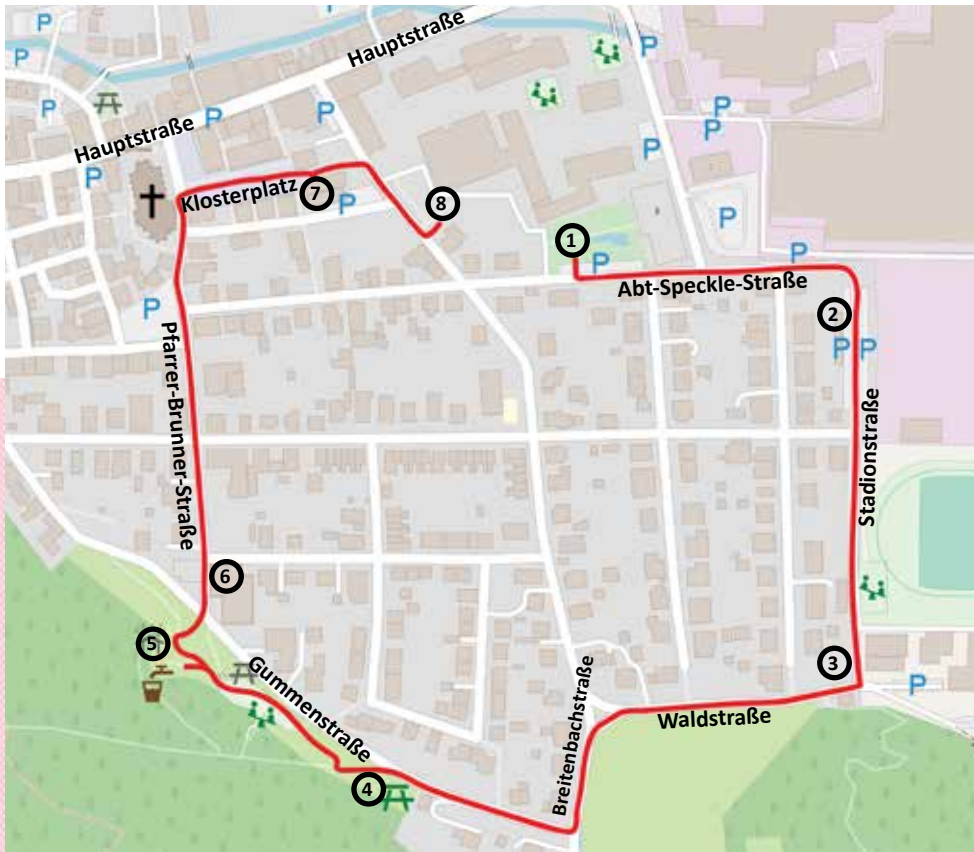 P
Hauptstraße
P
P
P
P
P
P
P
Hauptstraße
P
P
Klosterplatz
7
P
8
P
1
P
P
Abt-Speckle-Straße
P
2
P P
Pfarrer-Brunner-Straße
Stadionstraße
6
5
3
Gummenstraße
Breitenbachstraße
P
Waldstraße
4